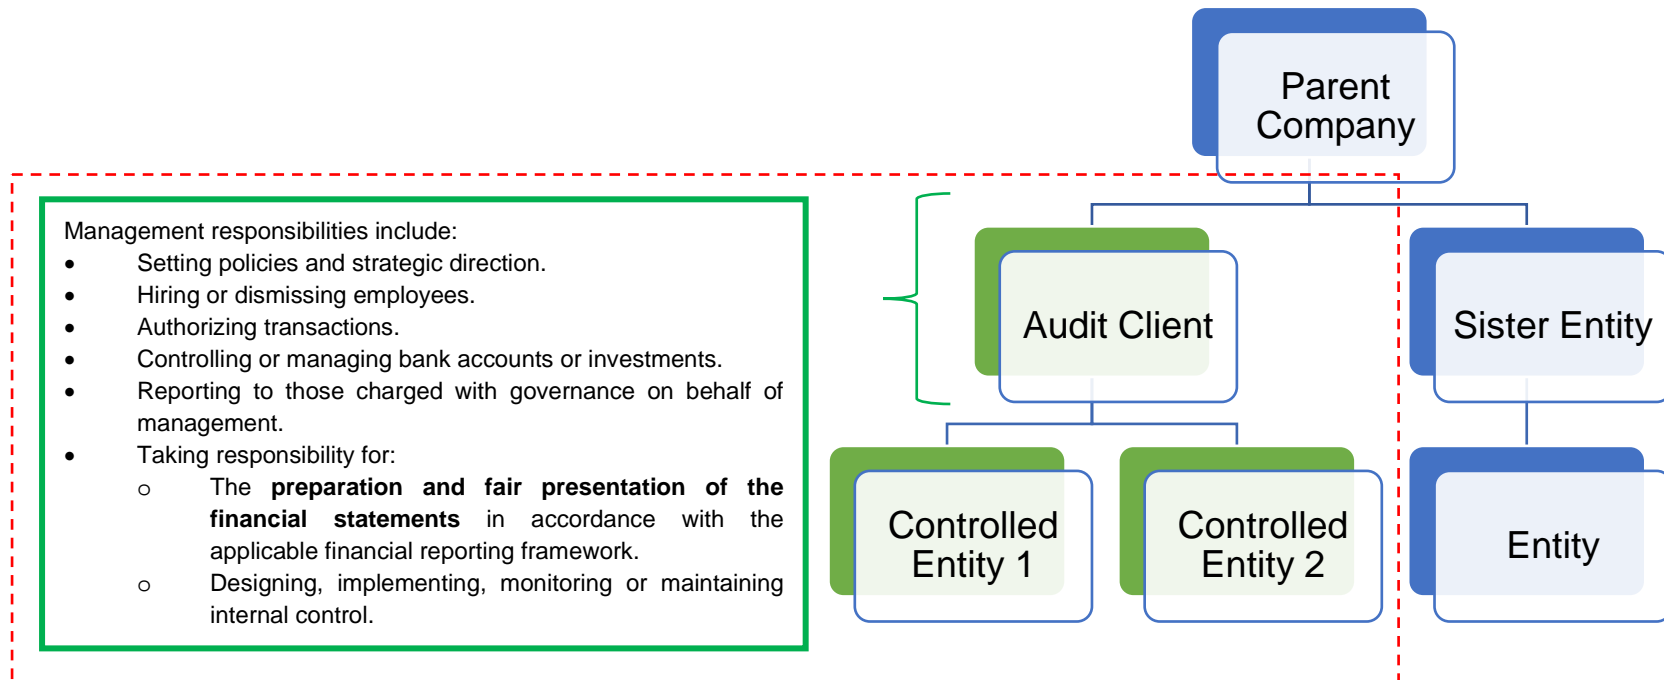 Parent
Company
Management responsibilities include:
• Setting policies and strategic direction.
• Hiring or dismissing employees.
• Authorizing transactions.
• Controlling or managing bank accounts or investments.
• Reporting to those charged with governance on behalf of
management.
• Taking responsibility for:
o The preparation and fair presentation of the
financial statements in accordance with the
applicable financial reporting framework.
o Designing, implementing, monitoring or maintaining
internal control.
Audit Client
Sister Entity
Controlled
Entity 1
Controlled
Entity 2
Entity